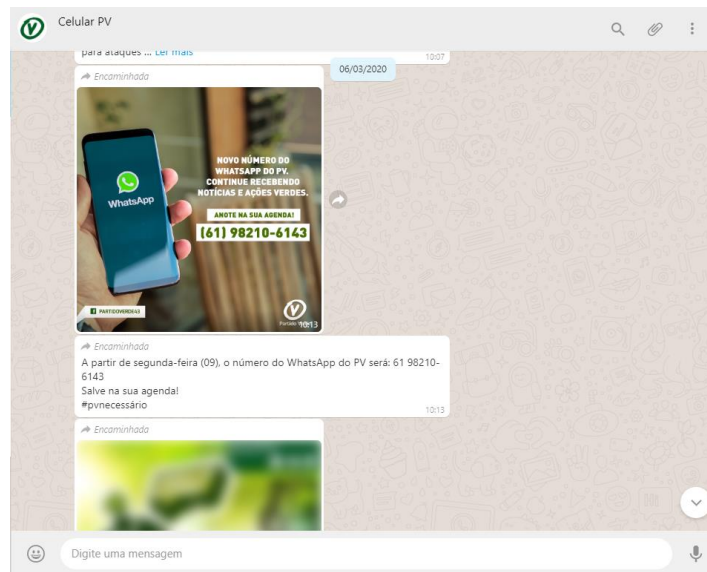 Celular PV
para ataques ... Ler mais
10:07
06/03/2020
Encaminhada
WhatsApp
NOVO NÚMERO DO
WHATSAPP DO PV.
CONTINUE RECEBENDO
NOTÍCIAS E AÇÕES VERDES.
ANOTE NA SUA AGENDA!
(61) 98210-6143
PARTIDOVERDE43
Partido Verde
10:13
Encaminhada
A partir de segunda-feira (09), o número do WhatsApp do PV será: 61 98210-
6143
Salve na sua agenda!
#pvnecessário
10:13
Encaminhada
Digite uma mensagem